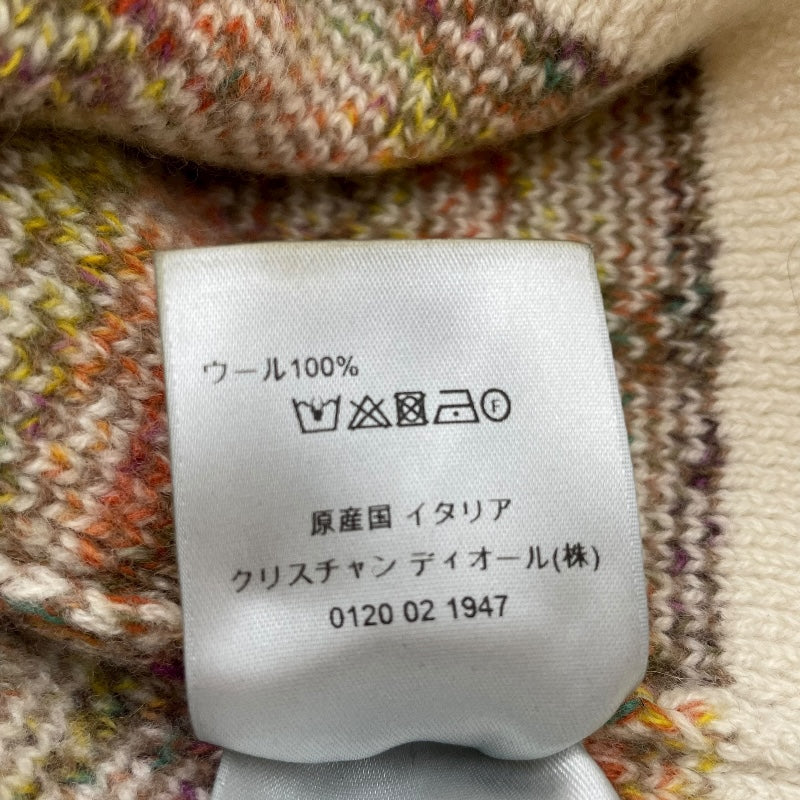 ウール100%
F
原産国 イタリア
クリスチャン ディオール(株)
0120 02 1947